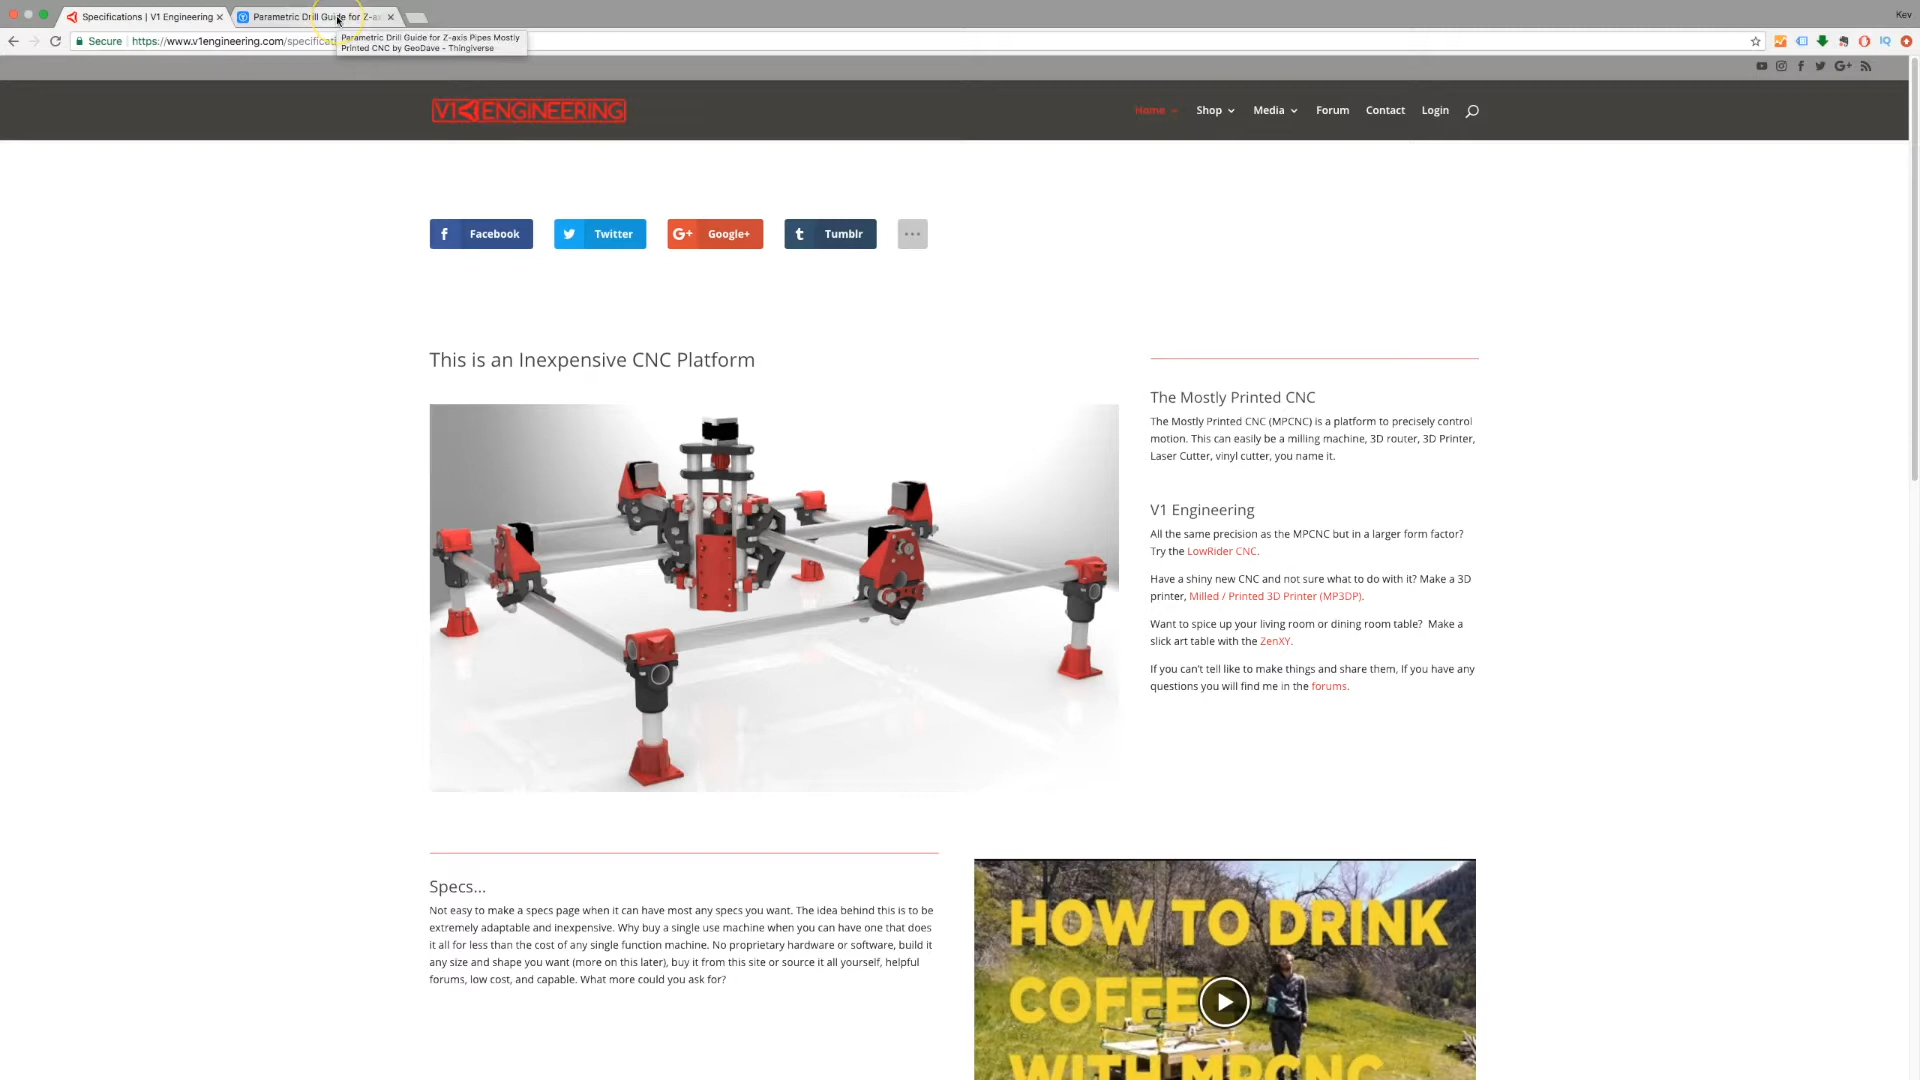 Specifications | V1 Engineering
Parametric Drill Guide for Z-a
Kev
Secure
https://www.v1engineering.com/specificati
Parametric Drill Guide for Z-axis Pipes Mostly
Printed CNC by GeoDave - Thingiverse
V1 ENGINEERING
Home
Shop
Media
Forum
Contact
Login
Facebook
Twitter
Google+
Tumblr
This is an Inexpensive CNC Platform
The Mostly Printed CNC
The Mostly Printed CNC (MPCNC) is a platform to precisely control
motion. This can easily be a milling machine, 3D router, 3D Printer,
Laser Cutter, vinyl cutter, you name it.
V1 Engineering
All the same precision as the MPCNC but in a larger form factor?
Try the LowRider CNC.
Have a shiny new CNC and not sure what to do with it? Make a 3D
printer, Milled / Printed 3D Printer (MP3DP).
Want to spice up your living room or dining room table? Make a
slick art table with the ZenXY.
If you can't tell like to make things and share them, If you have any
questions you will find me in the forums.
Specs...
Not easy to make a specs page when it can have most any specs you want. The idea behind this is to be
extremely adaptable and inexpensive. Why buy a single use machine when you can have one that does
it all for less than the cost of any single function machine. No proprietary hardware or software, build it
any size and shape you want (more on this later), buy it from this site or source it all yourself, helpful
forums, low cost, and capable. What more could you ask for?
HOW TO DRINK
COFFE
WITH MPCNC